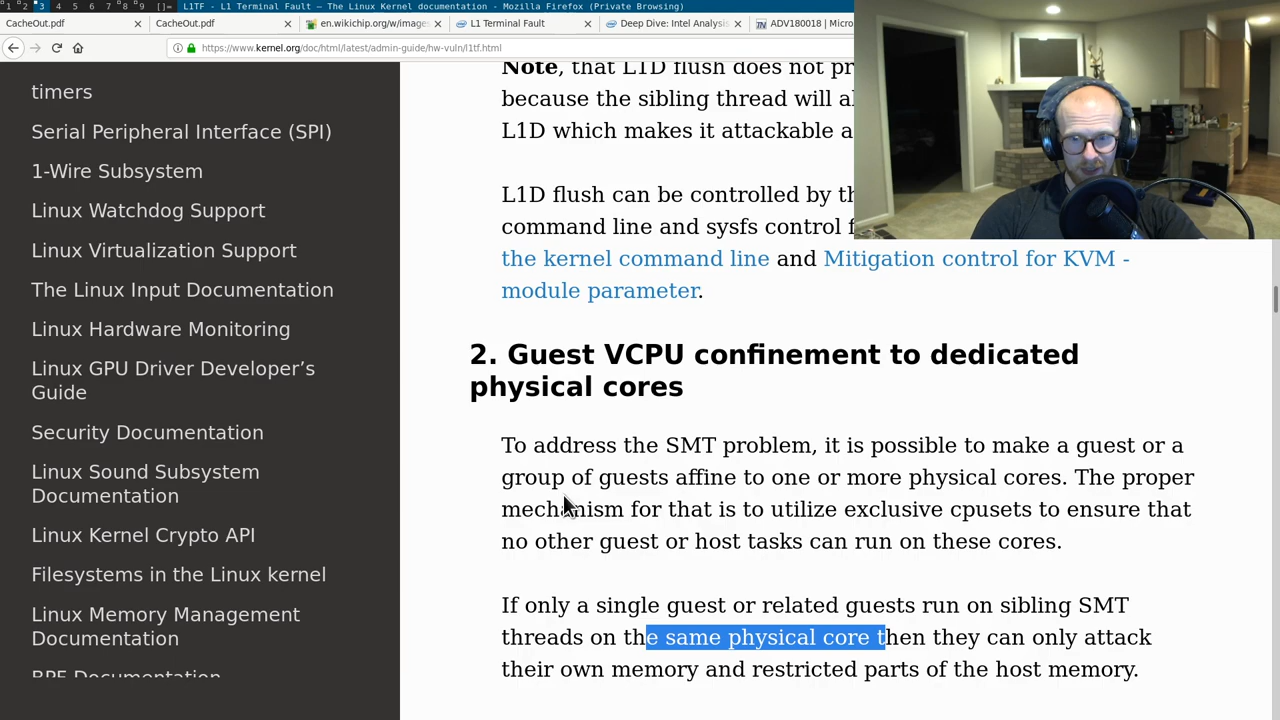 1 2 3 4 5 6 7 8 9 []= L1TF - L1 Terminal Fault — The Linux Kernel documentation - Mozilla Firefox (Private Browsing)
CacheOut.pdf × CacheOut.pdf × en.wikichip.org/w/image × L1 Terminal Fault × Deep Dive: Intel Analysis × ADV180018 | Micro
https://www.kernel.org/doc/html/latest/admin-guide/hw-vuln/l1tf.html
timers
Serial Peripheral Interface (SPI)
1-Wire Subsystem
Linux Watchdog Support
Linux Virtualization Support
The Linux Input Documentation
Linux Hardware Monitoring
Linux GPU Driver Developer’s
Guide
Security Documentation
Linux Sound Subsystem
Documentation
Linux Kernel Crypto API
Filesystems in the Linux kernel
Linux Memory Management
Documentation
BPF Documentation
Note, that L1D flush does not pr
because the sibling thread will al
L1D which makes it attackable a
L1D flush can be controlled by th
command line and sysfs control f
the kernel command line and Mitigation control for KVM -
module parameter.
2. Guest VCPU confinement to dedicated
physical cores
To address the SMT problem, it is possible to make a guest or a
group of guests affine to one or more physical cores. The proper
mechanism for that is to utilize exclusive cpusets to ensure that
no other guest or host tasks can run on these cores.
If only a single guest or related guests run on sibling SMT
threads on the same physical core then they can only attack
their own memory and restricted parts of the host memory.